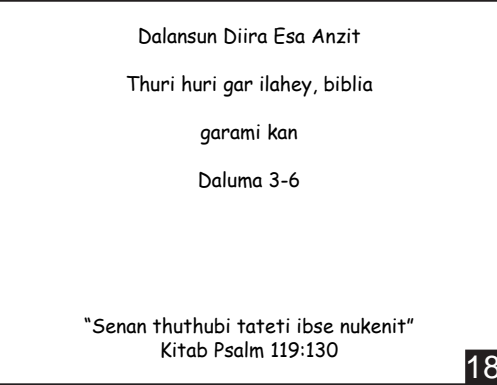 Dalansun Diira Esa Anzit
Thuri huri gar ilahey, biblia
garami kan
Daluma 3-6
“Senan thuthubi tateti ibse nukenit”
Kitab Psalm 119:130
18